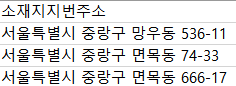 소재지지번주소
서울특별시 중랑구 망우동 536-11
서울특별시 중랑구 면목동 74-33
서울특별시 중랑구 면목동 666-17